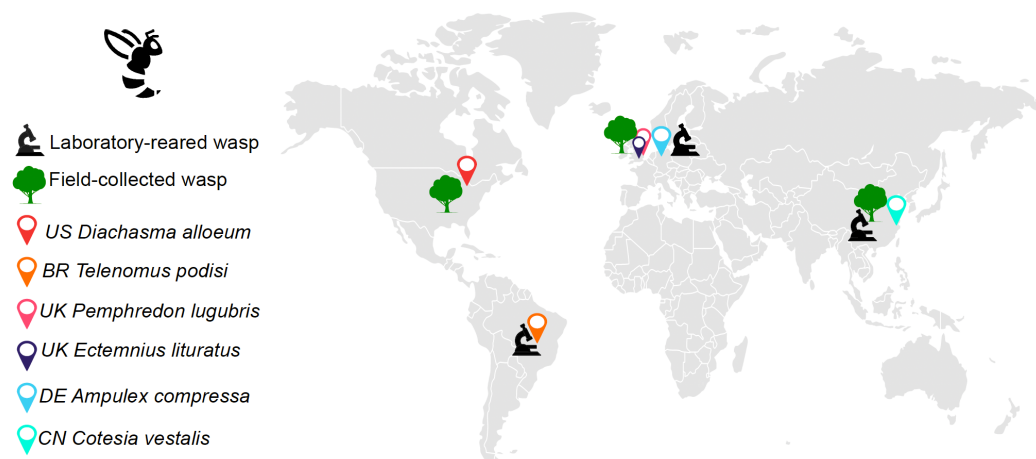 Laboratory-reared wasp
Field-collected wasp
US Diachasma alloeum
BR Telenomus podisi
UK Pemphredon lugubris
UK Ectemnius lituratus
DE Ampulex compressa
CN Cotesia vestalis